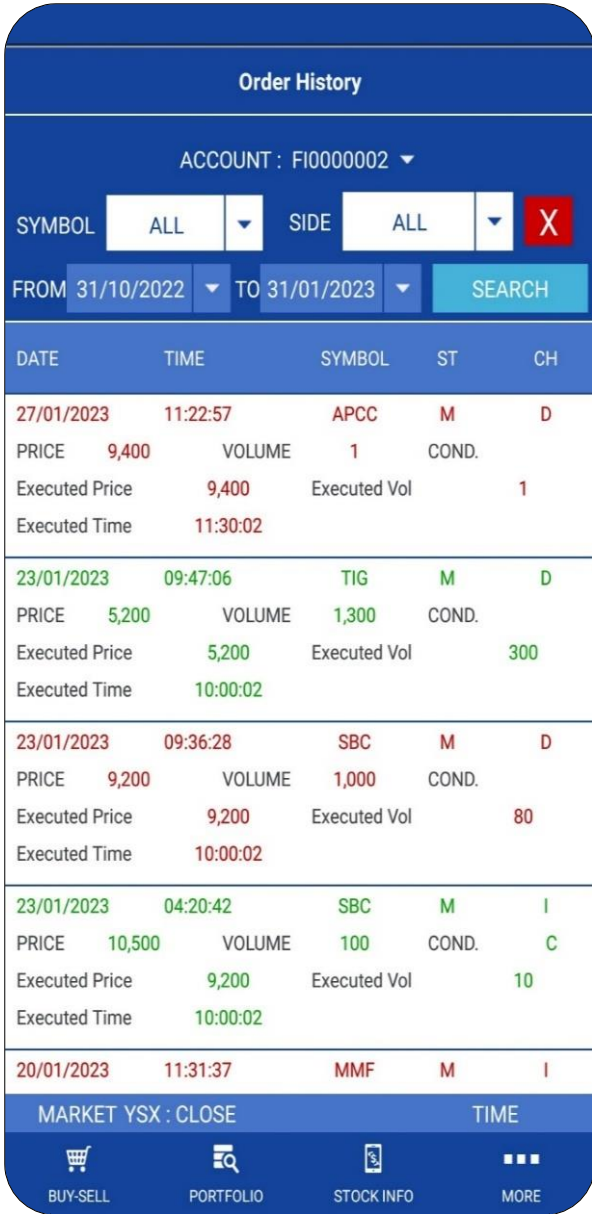 Order History
ACCOUNT : FI0000002
SYMBOL ALL SIDE ALL X
FROM 31/10/2022 TO 31/01/2023 SEARCH
DATE TIME SYMBOL ST CH
27/01/2023 11:22:57 APCC M D
PRICE 9,400 VOLUME 1 COND.
Executed Price 9,400 Executed Vol 1
Executed Time 11:30:02
23/01/2023 09:47:06 TIG M D
PRICE 5,200 VOLUME 1,300 COND.
Executed Price 5,200 Executed Vol 300
Executed Time 10:00:02
23/01/2023 09:36:28 SBC M D
PRICE 9,200 VOLUME 1,000 COND.
Executed Price 9,200 Executed Vol 80
Executed Time 10:00:02
23/01/2023 04:20:42 SBC M I
PRICE 10,500 VOLUME 100 COND. C
Executed Price 9,200 Executed Vol 10
Executed Time 10:00:02
20/01/2023 11:31:37 MMF M I
MARKET YSX : CLOSE TIME
BUY-SELL PORTFOLIO STOCK INFO MORE